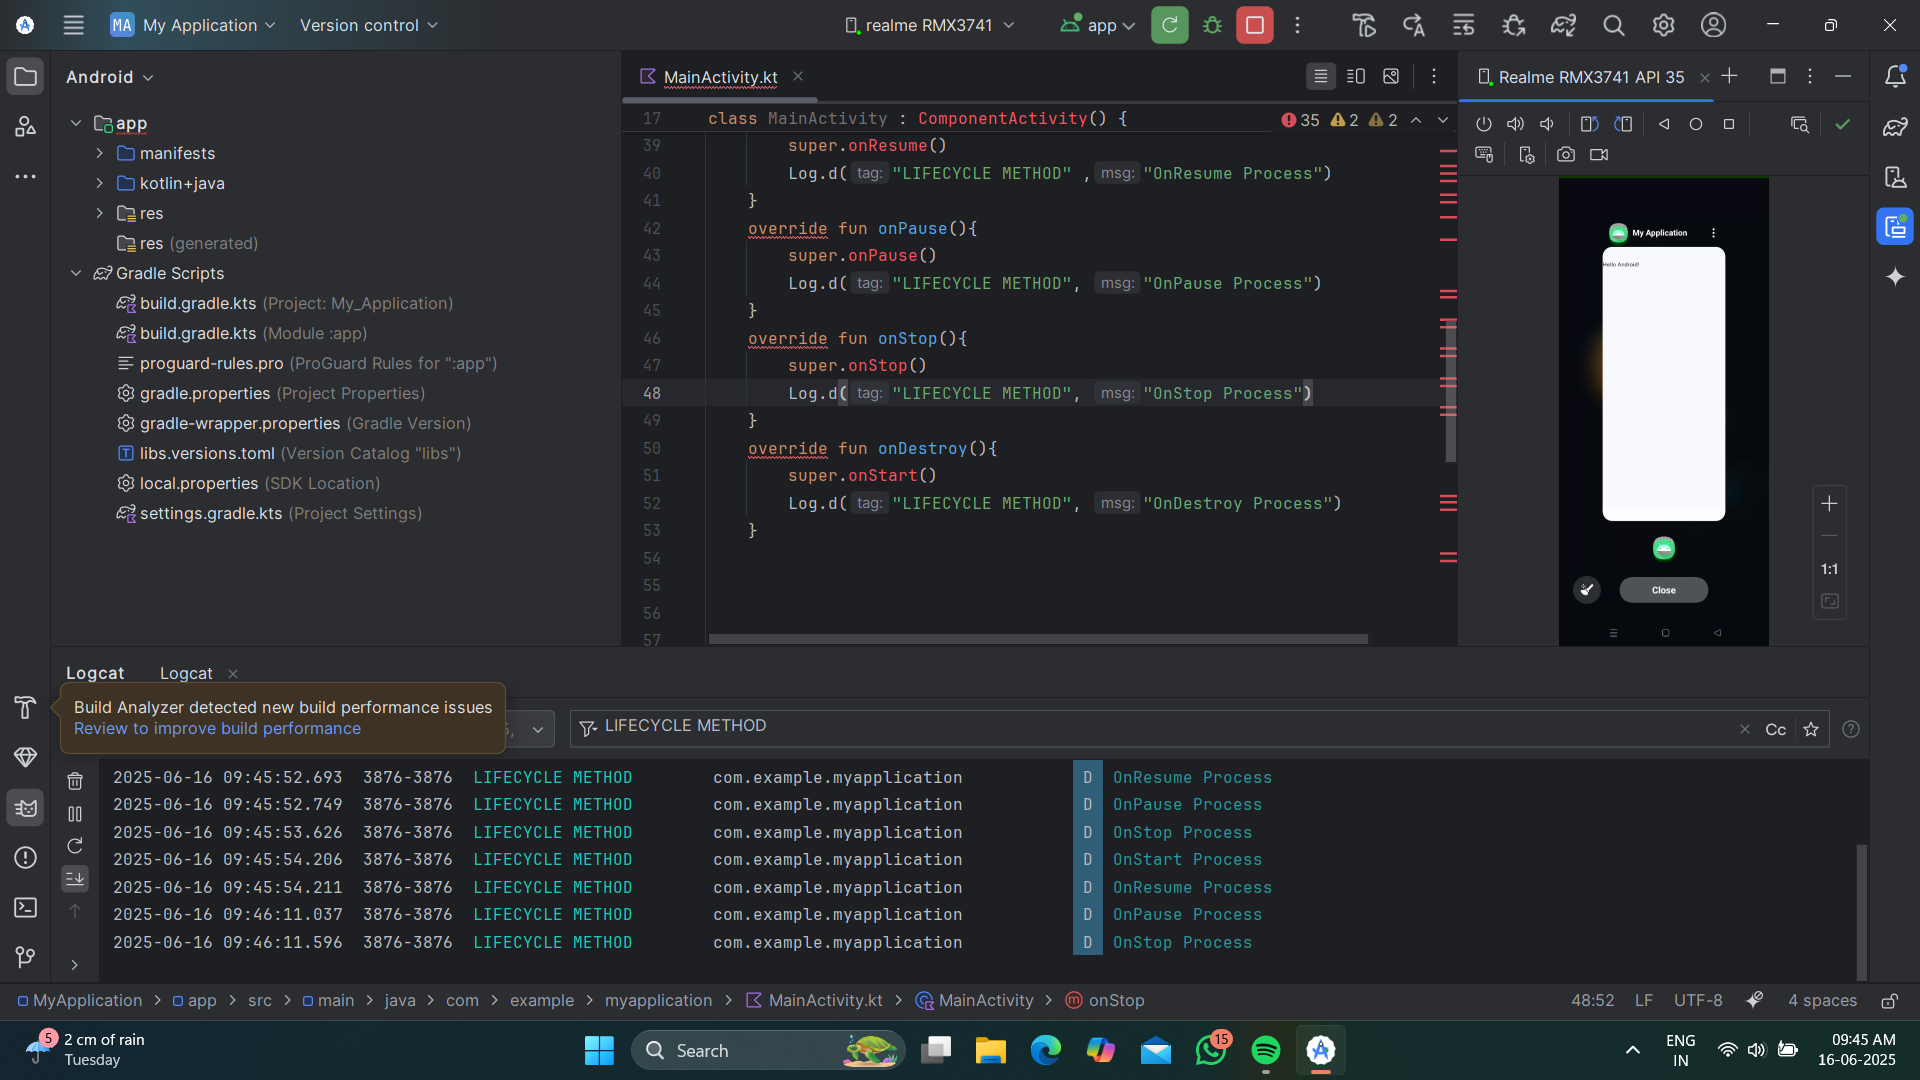 MA My Application
Version control
realme RMX3741
app
Android
app
manifests
kotlin+java
res
res (generated)
Gradle Scripts
build.gradle.kts (Project: My_Application)
build.gradle.kts (Module :app)
proguard-rules.pro (ProGuard Rules for ":app")
gradle.properties (Project Properties)
gradle-wrapper.properties (Gradle Version)
libs.versions.toml (Version Catalog "libs")
local.properties (SDK Location)
settings.gradle.kts (Project Settings)
MainActivity.kt
17 class MainActivity : ComponentActivity() {
35 2 2
39 super.onResume()
40 Log.d( tag: "LIFECYCLE METHOD" , msg: "OnResume Process")
41 }
42 override fun onPause(){
43 super.onPause()
44 Log.d( tag: "LIFECYCLE METHOD", msg: "OnPause Process")
45 }
46 override fun onStop(){
47 super.onStop()
48 Log.d( tag: "LIFECYCLE METHOD", msg: "OnStop Process")
49 }
50 override fun onDestroy(){
51 super.onStart()
52 Log.d( tag: "LIFECYCLE METHOD", msg: "OnDestroy Process")
53 }
54
55
56
57
Realme RMX3741 API 35
My Application
Hello Android!
Close
1:1
Logcat
Logcat
Build Analyzer detected new build performance issues
Review to improve build performance
LIFECYCLE METHOD
Cc
2025-06-16 09:45:52.693 3876-3876 LIFECYCLE METHOD com.example.myapplication D OnResume Process
2025-06-16 09:45:52.749 3876-3876 LIFECYCLE METHOD com.example.myapplication D OnPause Process
2025-06-16 09:45:53.626 3876-3876 LIFECYCLE METHOD com.example.myapplication D OnStop Process
2025-06-16 09:45:54.206 3876-3876 LIFECYCLE METHOD com.example.myapplication D OnStart Process
2025-06-16 09:45:54.211 3876-3876 LIFECYCLE METHOD com.example.myapplication D OnResume Process
2025-06-16 09:46:11.037 3876-3876 LIFECYCLE METHOD com.example.myapplication D OnPause Process
2025-06-16 09:46:11.596 3876-3876 LIFECYCLE METHOD com.example.myapplication D OnStop Process
MyApplication > app > src > main > java > com > example > myapplication > MainActivity.kt > MainActivity > onStop
48:52 LF UTF-8 4 spaces
5
2 cm of rain
Tuesday
Search
15
ENG
IN
09:45 AM
16-06-2025